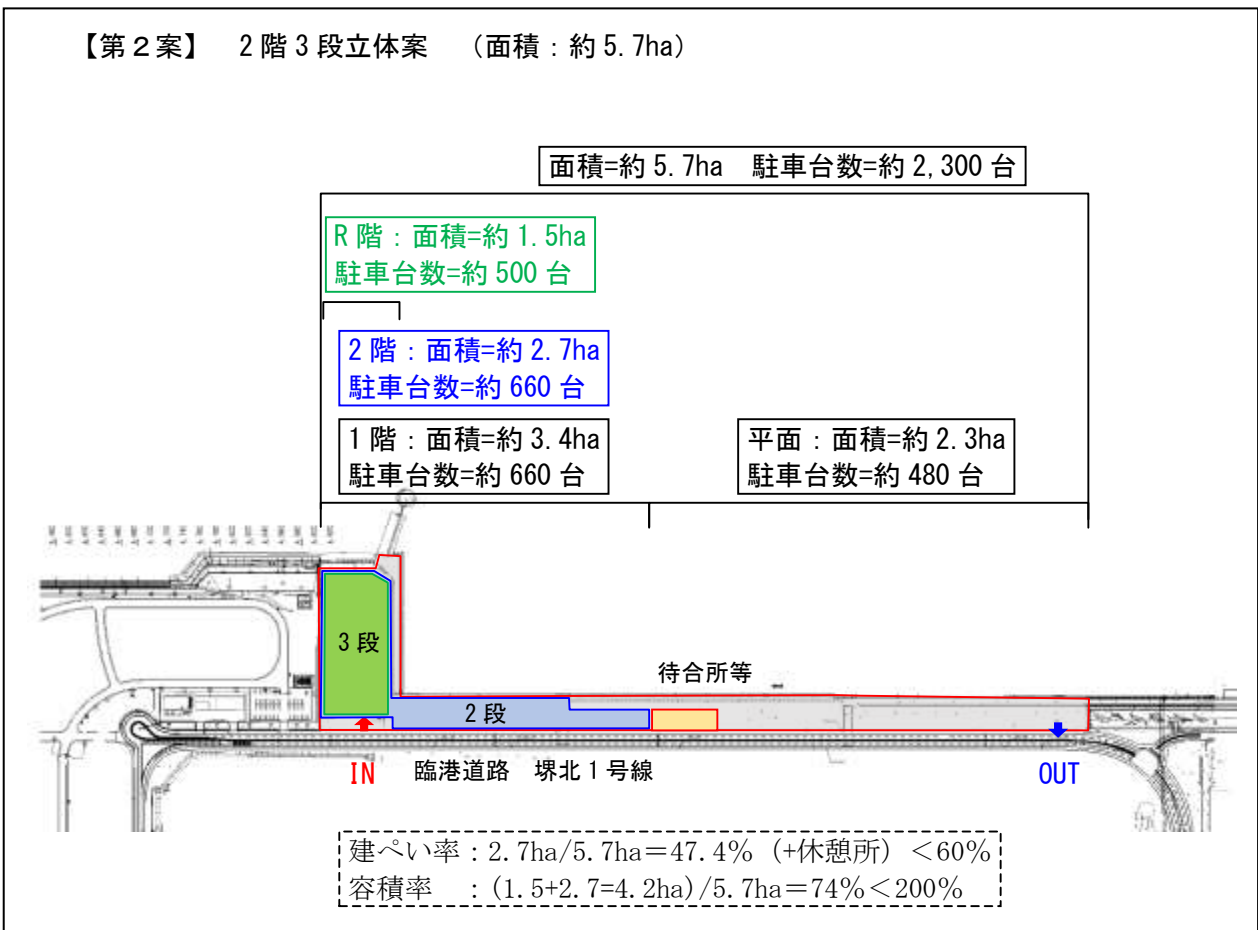 【第２案】 2階3段立体案 （面積：約5.7ha）
面積=約5.7ha 駐車台数=約2,300台
R階：面積=約1.5ha
駐車台数=約500台
2階：面積=約2.7ha
駐車台数=約660台
1階：面積=約3.4ha
駐車台数=約660台
平面：面積=約2.3ha
駐車台数=約480台
3段
待合所等
2段
IN
臨港道路 堺北1号線
OUT
建ぺい率：2.7ha/5.7ha＝47.4%（+休憩所）＜60%
容積率 ：(1.5+2.7=4.2ha)/5.7ha＝74%＜200%